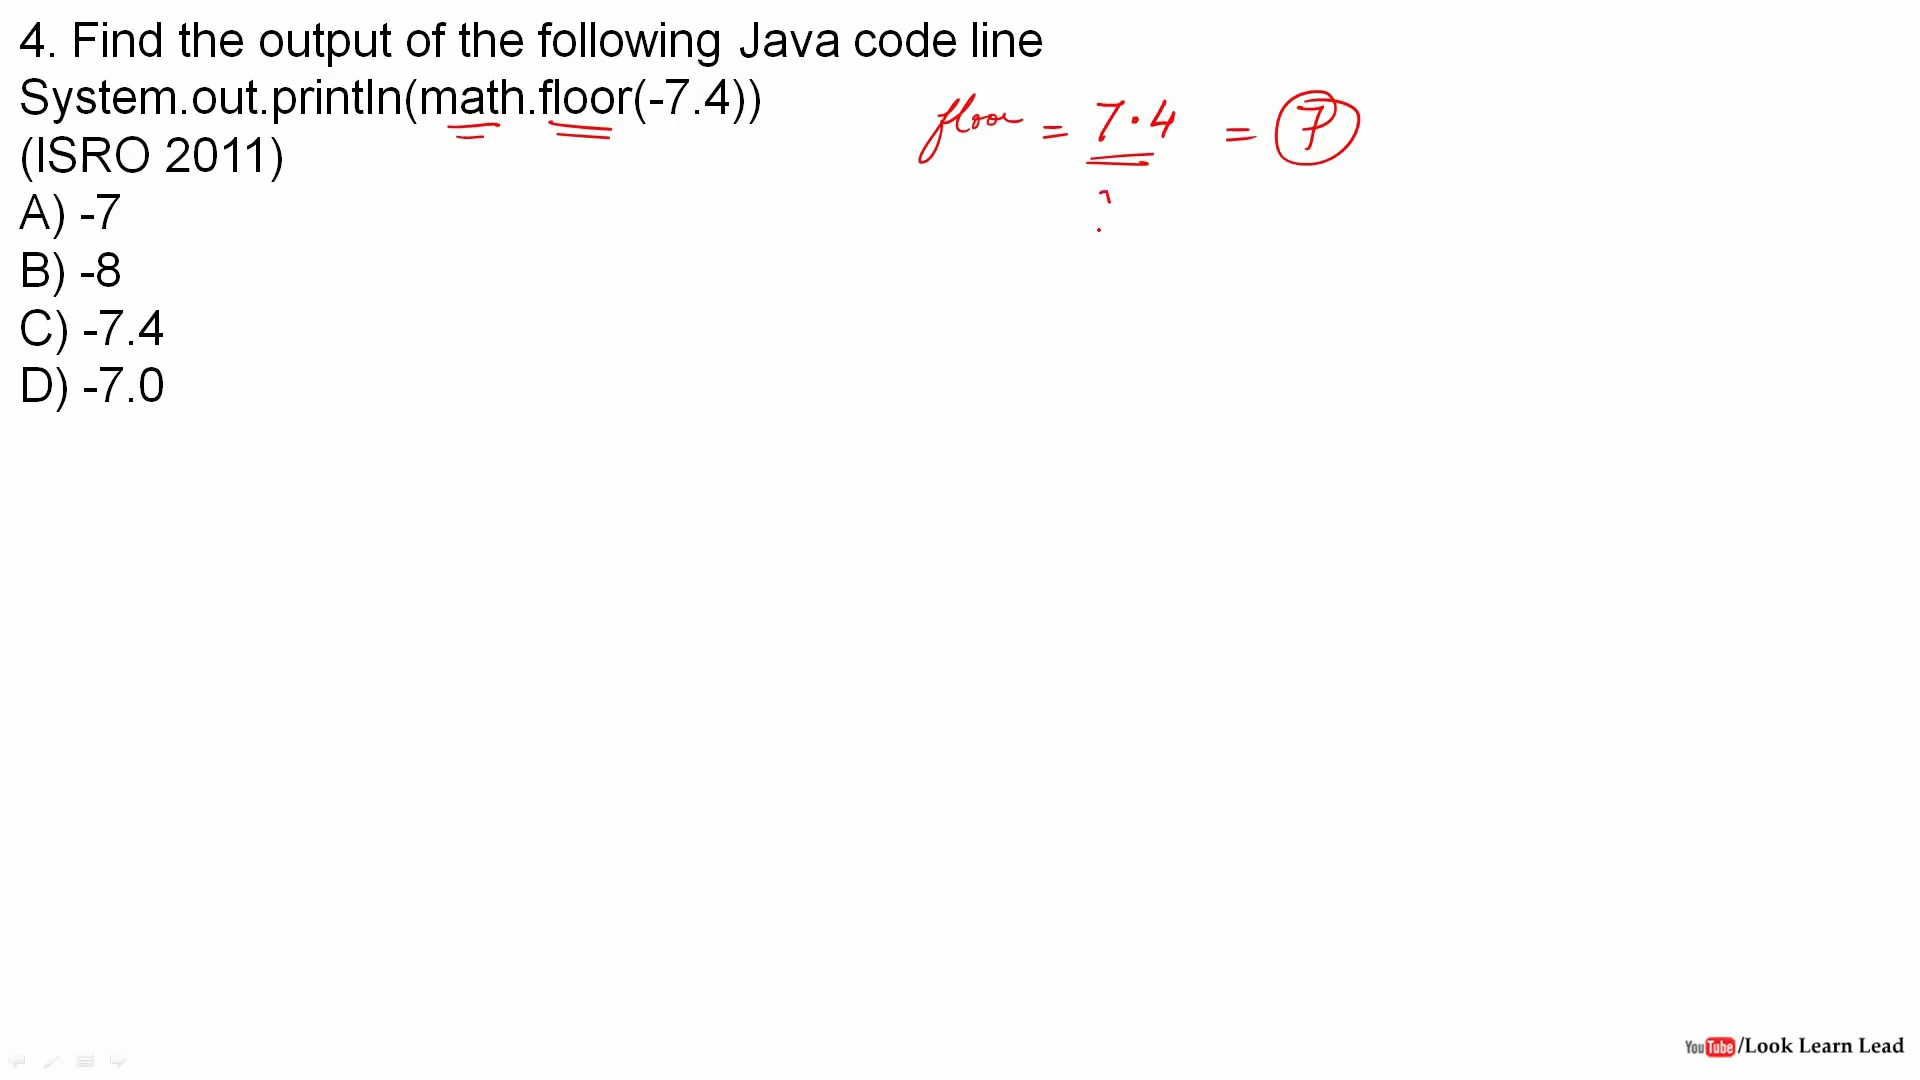 4. Find the output of the following Java code line
System.out.println(math.floor(-7.4))
(ISRO 2011)
A) -7
B) -8
C) -7.4
D) -7.0
floor = 7.4 = 7
?
YouTube/Look Learn Lead